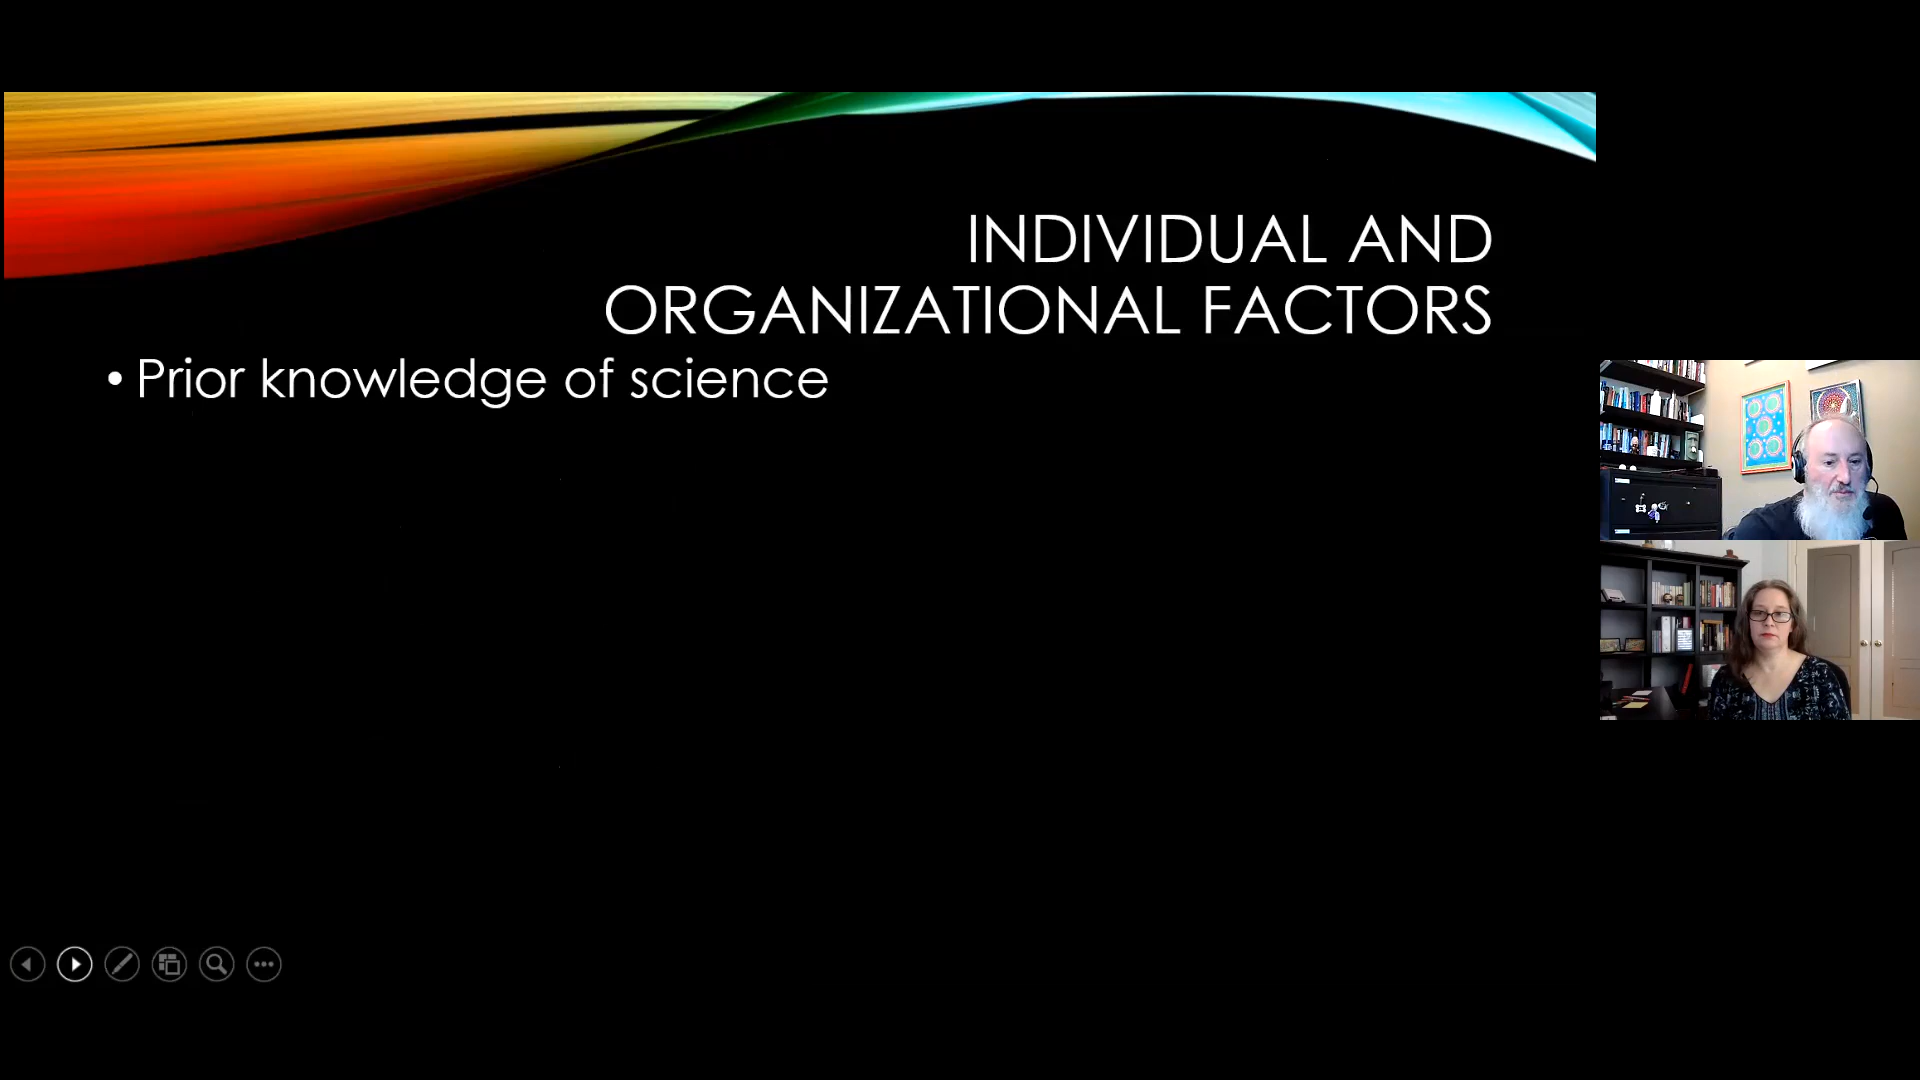 INDIVIDUAL AND
ORGANIZATIONAL FACTORS
• Prior knowledge of science